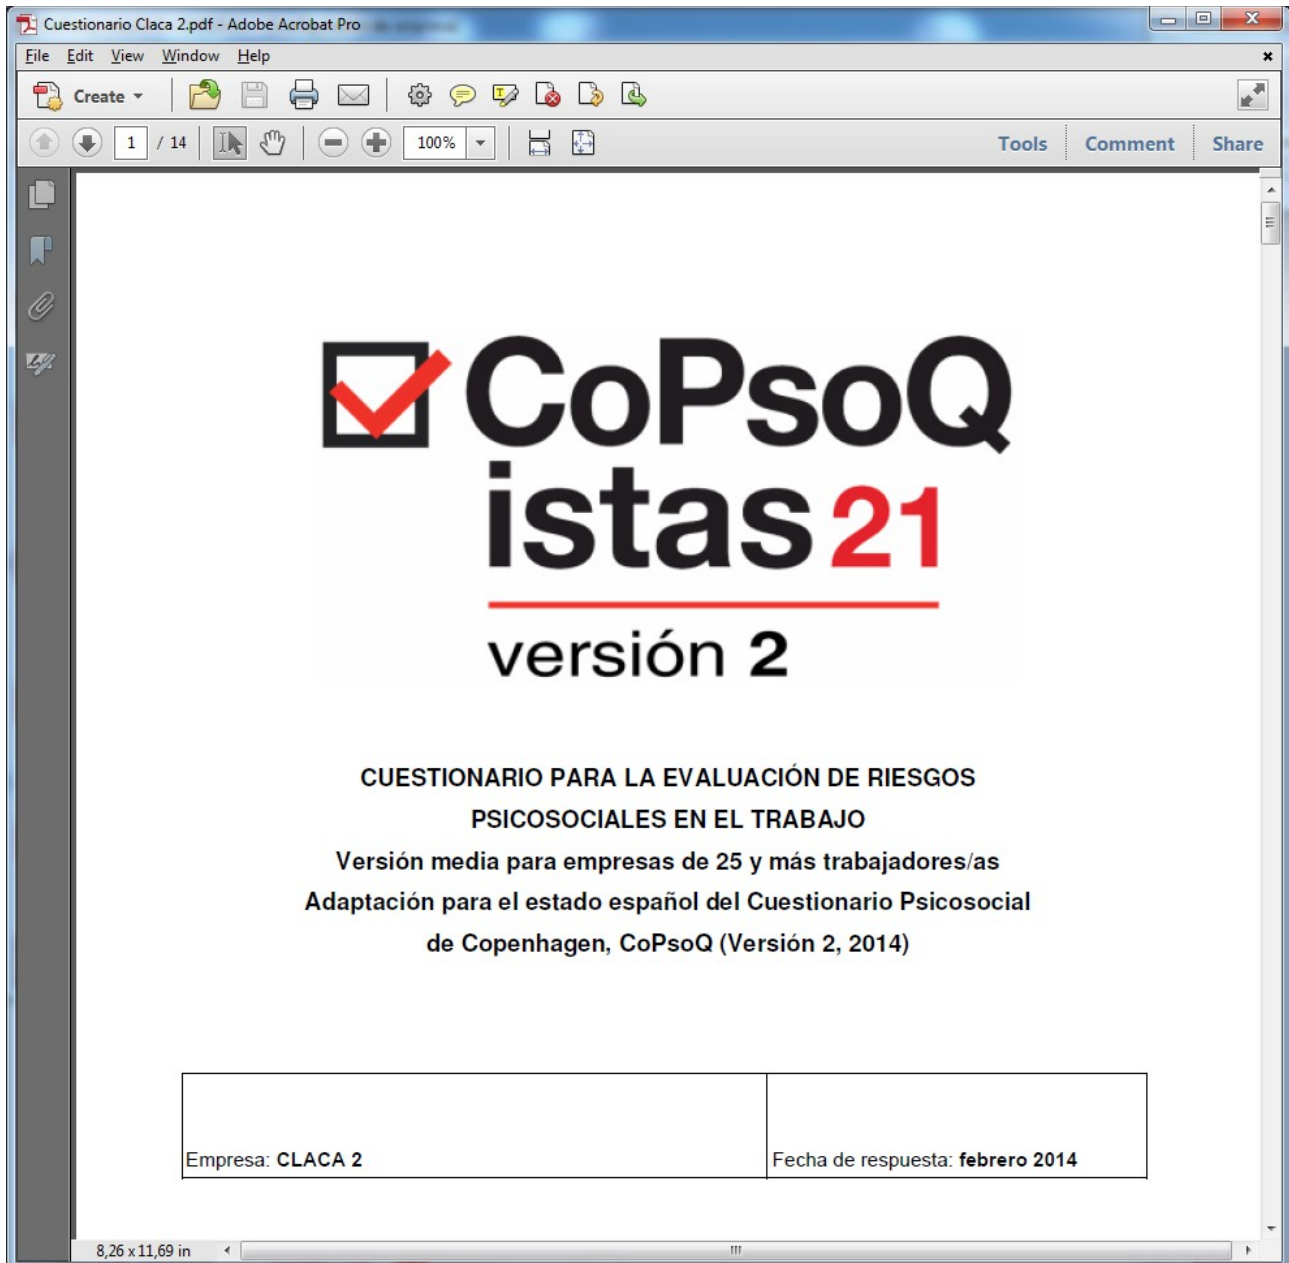 Cuestionario Claca 2.pdf - Adobe Acrobat Pro
File Edit View Window Help
Create
1 / 14 100% Tools Comment Share
CoPsoQ
istas 21
versión 2
CUESTIONARIO PARA LA EVALUACIÓN DE RIESGOS
PSICOSOCIALES EN EL TRABAJO
Versión media para empresas de 25 y más trabajadores/as
Adaptación para el estado español del Cuestionario Psicosocial
de Copenhagen, CoPsoQ (Versión 2, 2014)
Empresa: CLACA 2 Fecha de respuesta: febrero 2014
8,26 x 11,69 in